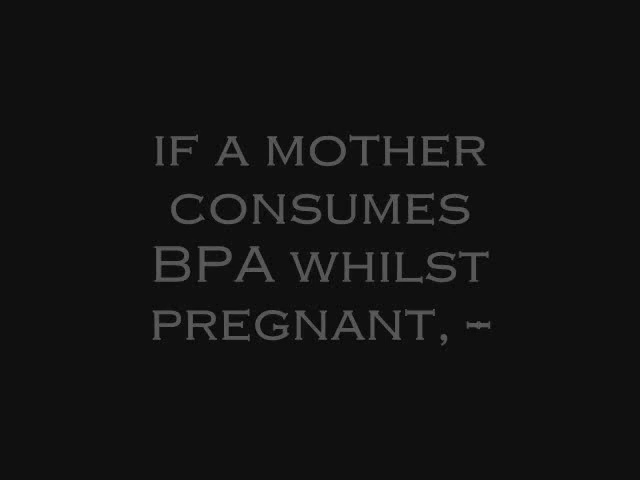 IF A MOTHER
CONSUMES
BPA WHILST
PREGNANT, --